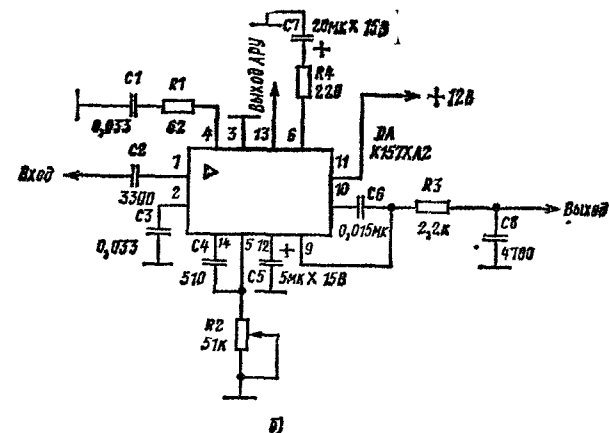 C7
20мк × 15В
+
R4
220
Выход АРУ
C1
R1
0,033
62
4
3
13
6
+12В
DA
К157ХА2
Вход
C2
3300
1
2
11
10
C6
0,015мк
R3
2,2к
Выход
C8
4700
C3
0,033
C4
14
510
5
12
+
9
C5
5мк × 15В
R2
51к
б)